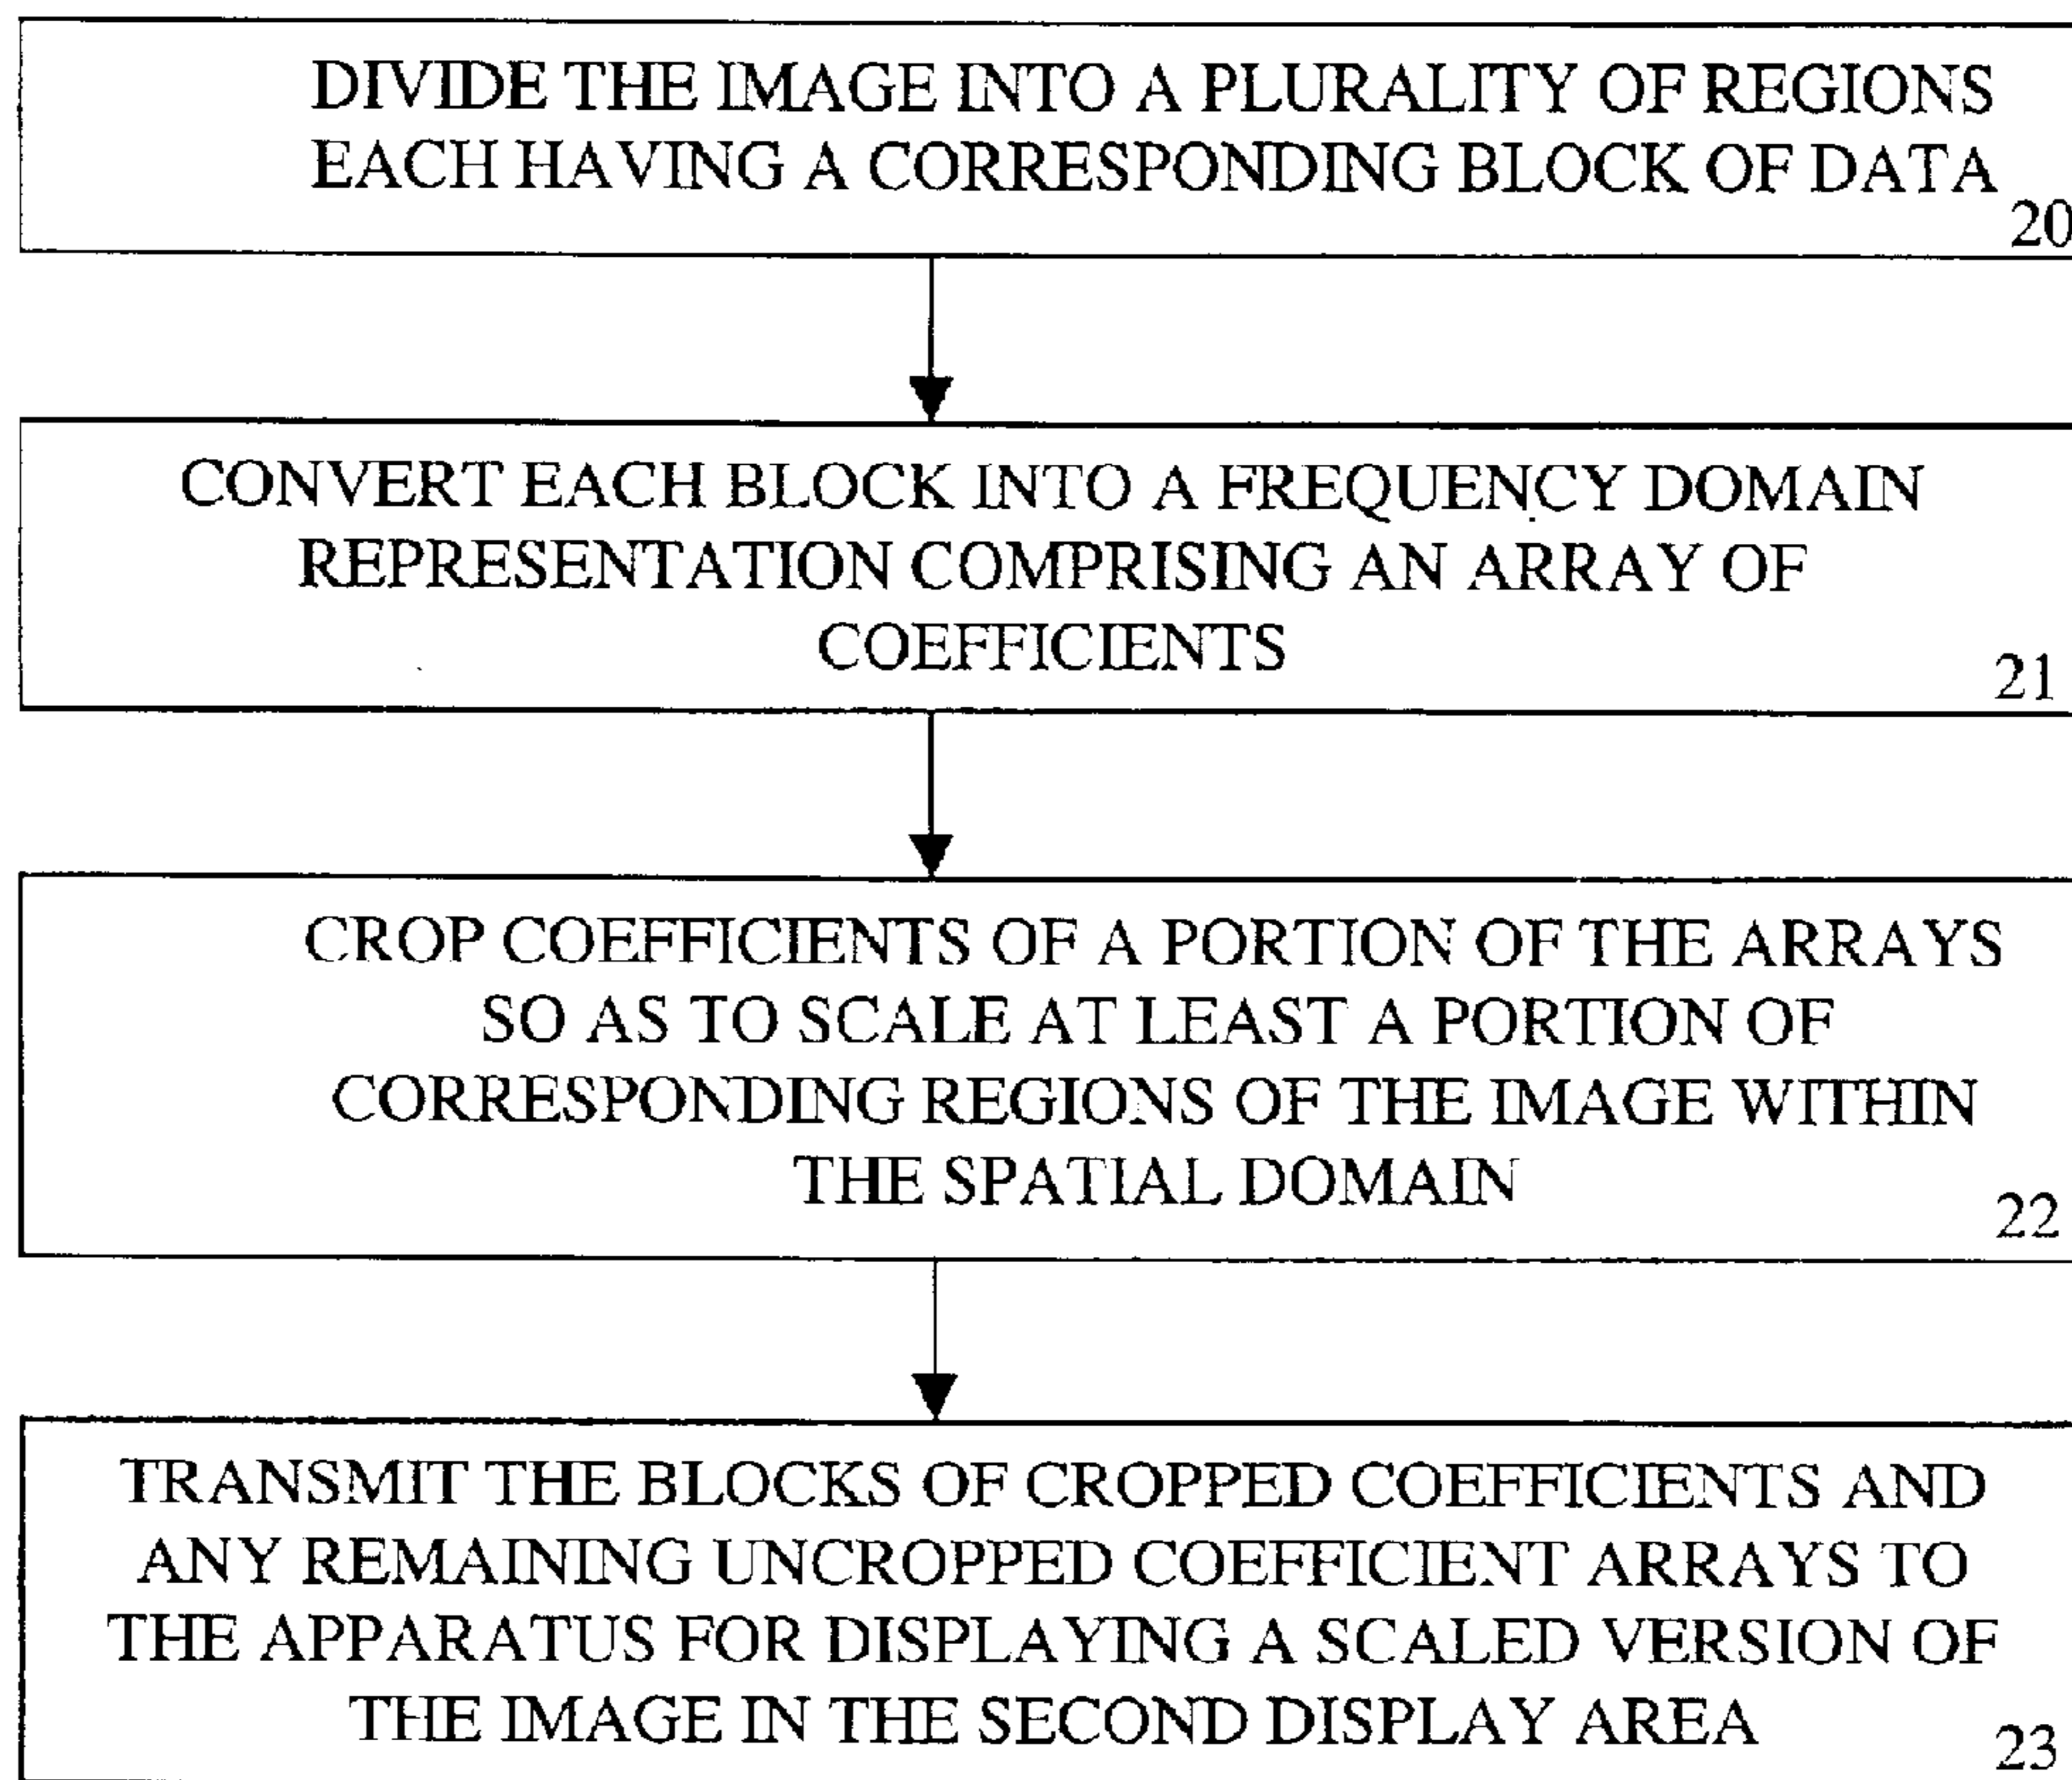 DIVIDE THE IMAGE INTO A PLURALITY OF REGIONS
EACH HAVING A CORRESPONDING BLOCK OF DATA
20
CONVERT EACH BLOCK INTO A FREQUENCY DOMAIN
REPRESENTATION COMPRISING AN ARRAY OF
COEFFICIENTS
21
CROP COEFFICIENTS OF A PORTION OF THE ARRAYS
SO AS TO SCALE AT LEAST A PORTION OF
CORRESPONDING REGIONS OF THE IMAGE WITHIN
THE SPATIAL DOMAIN
22
TRANSMIT THE BLOCKS OF CROPPED COEFFICIENTS AND
ANY REMAINING UNCROPPED COEFFICIENT ARRAYS TO
THE APPARATUS FOR DISPLAYING A SCALED VERSION OF
THE IMAGE IN THE SECOND DISPLAY AREA
23